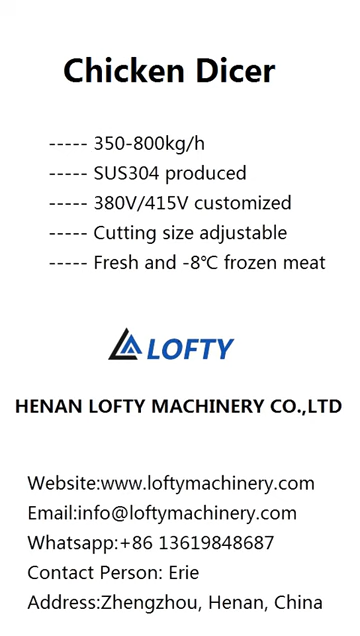 Chicken Dicer
----- 350-800kg/h
----- SUS304 produced
----- 380V/415V customized
----- Cutting size adjustable
----- Fresh and -8℃ frozen meat
LOFTY
HENAN LOFTY MACHINERY CO.,LTD
Website:www.loftymachinery.com
Email:info@loftymachinery.com
Whatsapp:+86 13619848687
Contact Person: Erie
Address:Zhengzhou, Henan, China